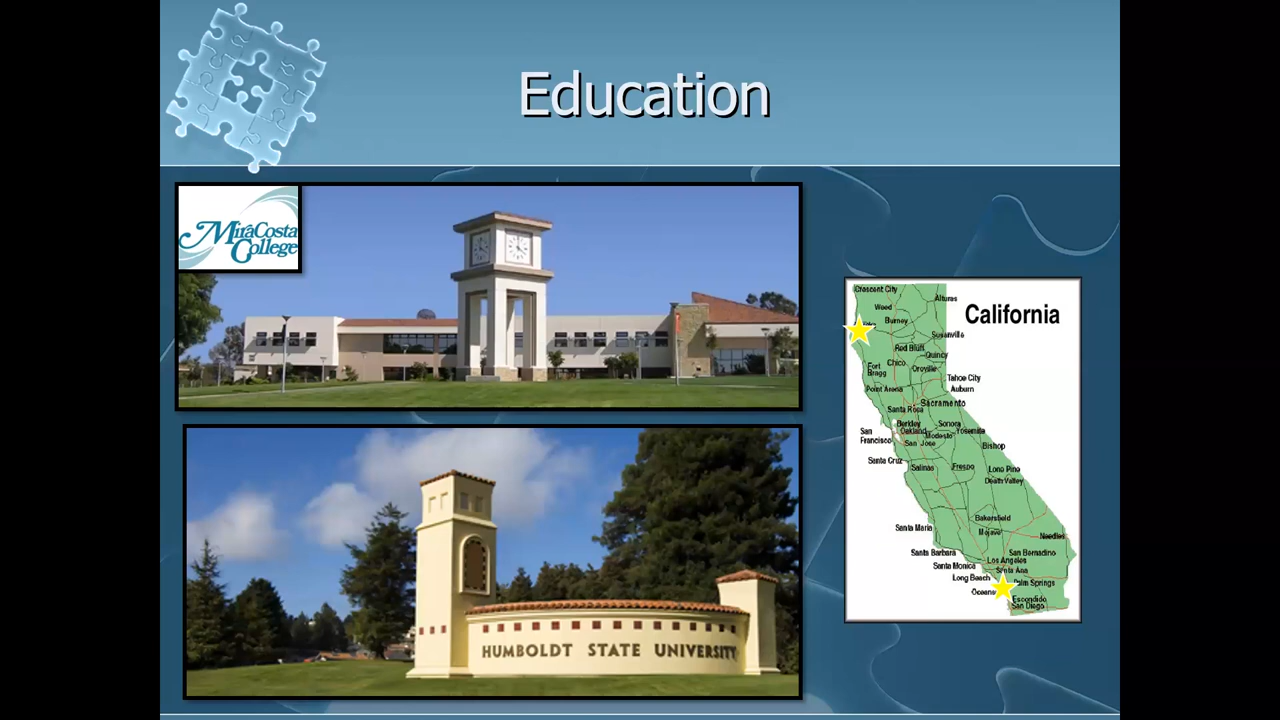 Education
MiraCosta
College
HUMBOLDT STATE UNIVERSITY
California
Crescent City
Alturas
Weed
Burney
Susanville
Red Bluff
Quincy
Chico
Oroville
Fort
Bragg
Tahoe City
Point Arena
Auburn
Sacramento
Santa Rosa
Berkley
Sonora
San
Francisco
Oakland
Modesto
Yosemite
San Jose
Bishop
Santa Cruz
Salinas
Fresno
Lone Pine
Death Valley
Bakersfield
Santa Maria
Mojave
Needles
Santa Barbara
San Bernadino
Los Angeles
Santa Monica
Santa Ana
Long Beach
Palm Springs
Oceans
Escondido
San Diego